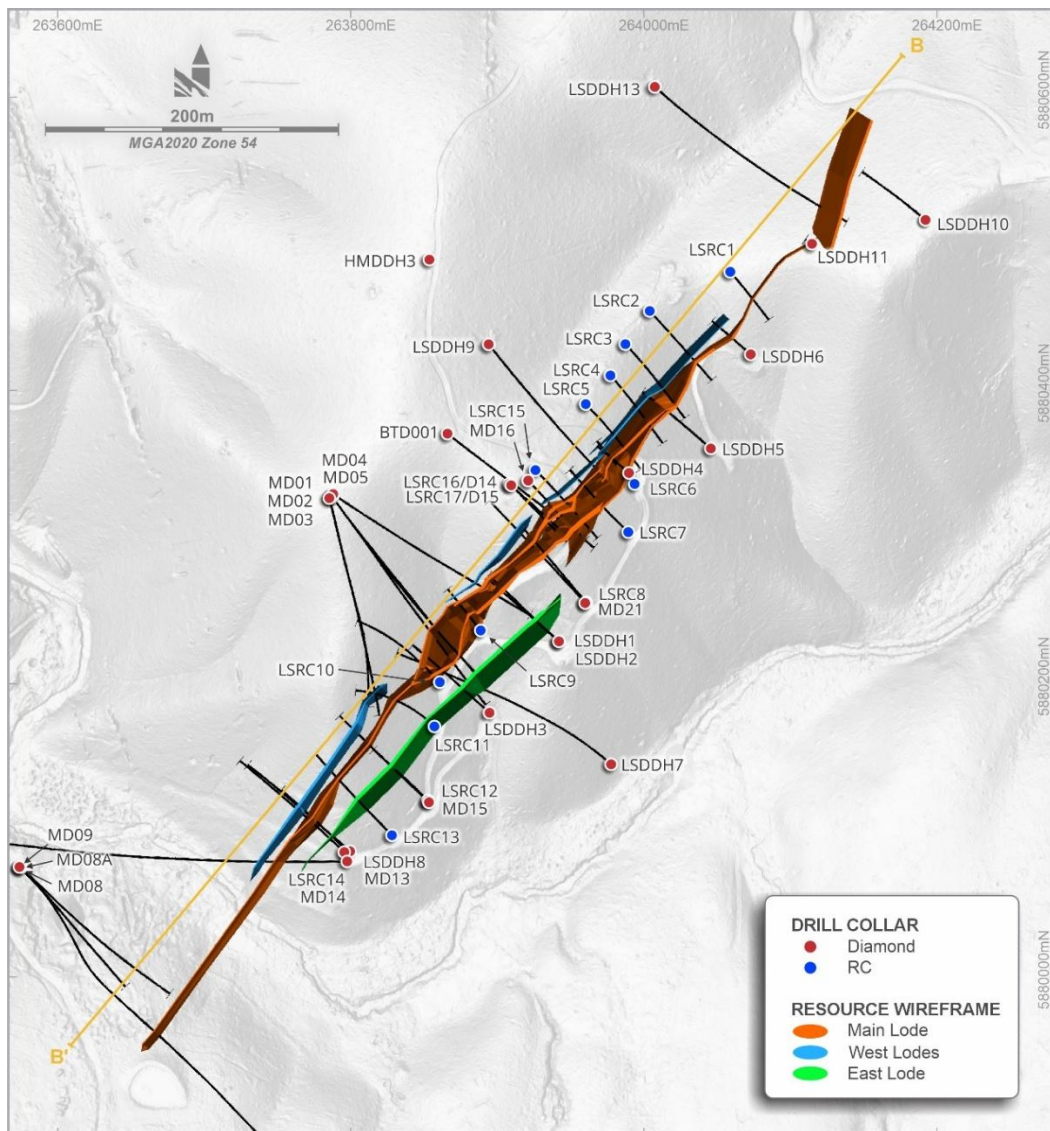 263600mE
263800mE
264000mE
264200mE
B
200m
MGA2020 Zone 54
5880600mN
LSDDH13
LSDDH10
LSDDH11
HMDDH3
LSRC1
LSRC2
LSRC3
LSRC4
LSRC5
LSDDH9
LSDDH6
5880400mN
BTD001
LSRC15
MD16
LSDDH5
LSDDH4
LSRC6
MD04
MD05
MD01
MD02
MD03
LSRC16/D14
LSRC17/D15
LSRC7
LSRC8
MD21
LSDDH1
LSDDH2
LSRC10
LSRC9
5880200mN
LSDDH3
LSRC11
LSDDH7
LSRC12
MD15
LSRC13
MD09
MD08A
MD08
LSDDH8
MD13
LSRC14
MD14
5880000mN
B'
DRILL COLLAR
Diamond
RC
RESOURCE WIREFRAME
Main Lode
West Lodes
East Lode